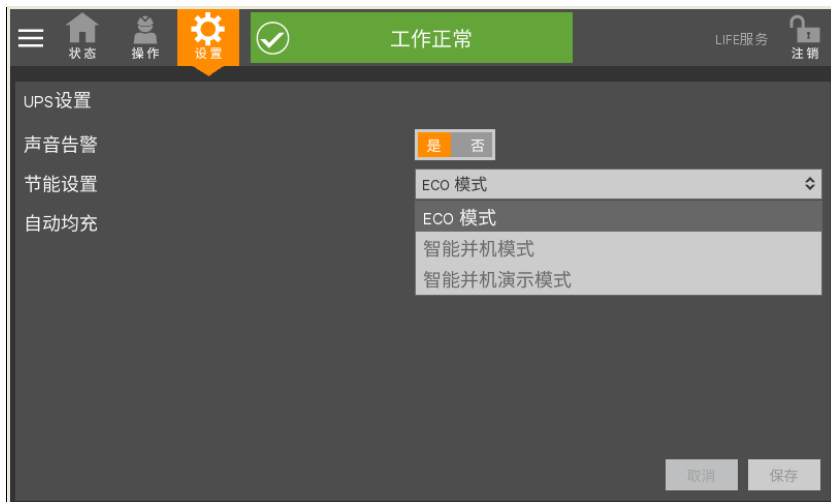 状态 操作 设置 工作正常 LIFE服务 注销
UPS设置
声音告警 是 否
节能设置 ECO 模式
自动均充 ECO 模式
智能并机模式
智能并机演示模式
取消 保存